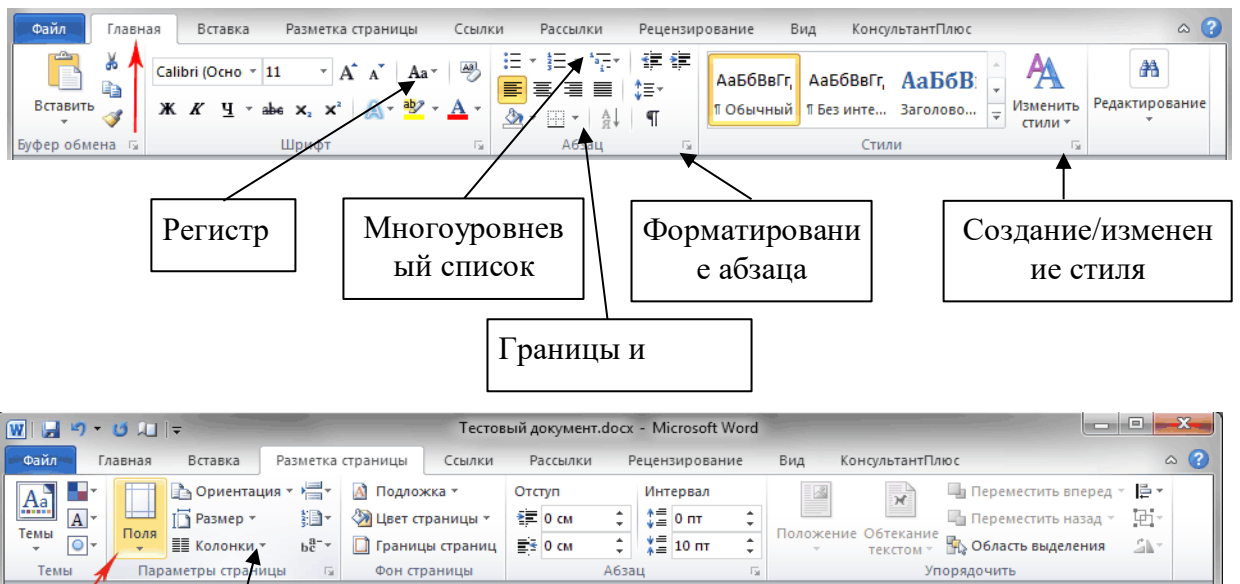 Файл Главная Вставка Разметка страницы Ссылки Рассылки Рецензирование Вид КонсультантПлюс
Calibri (Осно 11 Aa
АаБбВвГг, АаБбВвГг, АаБбВ
Вставить
Ж К Ч abc x₂ x²
¶ Обычный ¶ Без инте... Заголово...
Изменить стили
Редактирование
Буфер обмена Шрифт Абзац Стили
Регистр
Многоуровнев
ый список
Форматировани
е абзаца
Создание/изменен
ие стиля
Границы и
Тестовый документ.docx - Microsoft Word
Файл Главная Вставка Разметка страницы Ссылки Рассылки Рецензирование Вид КонсультантПлюс
Темы
Поля
Ориентация
Размер
Колонки
Подложка
Цвет страницы
Границы страниц
Отступ
0 см
0 см
Интервал
0 пт
10 пт
Положение
Обтекание
текстом
Переместить вперед
Переместить назад
Область выделения
Темы Параметры страницы Фон страницы Абзац Упорядочить